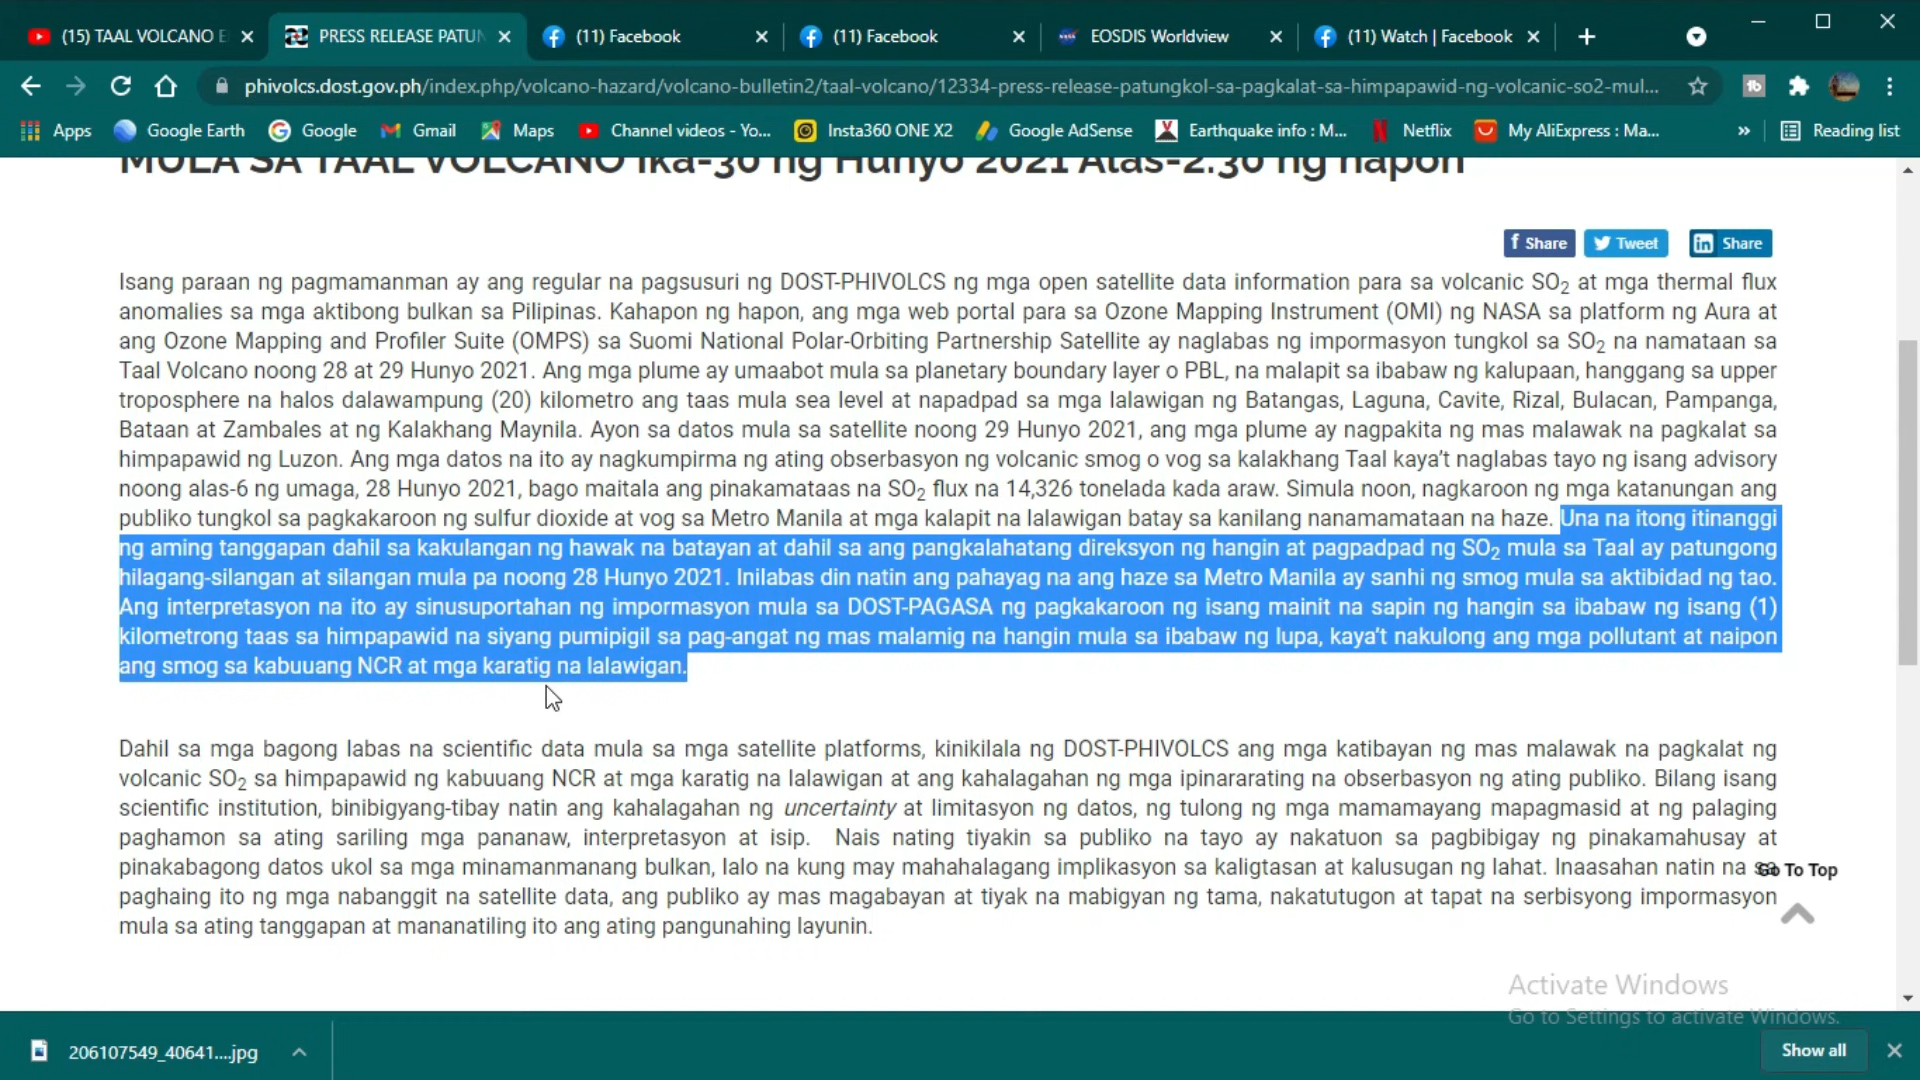 (15) TAAL VOLCANO E
PRESS RELEASE PATUN
(11) Facebook
(11) Facebook
EOSDIS Worldview
(11) Watch | Facebook
phivolcs.dost.gov.ph/index.php/volcano-hazard/volcano-bulletin2/taal-volcano/12334-press-release-patungkol-sa-pagkalat-sa-himpapawid-ng-volcanic-so2-mul...
Apps
Google Earth
Google
Gmail
Maps
Channel videos - Yo...
Insta360 ONE X2
Google AdSense
Earthquake info : M...
Netflix
My AliExpress : Ma...
»
Reading list
MULA SA TAAL VOLCANO Ika-30 ng Hunyo 2021 Alas-2:30 ng hapon
f Share
Tweet
in Share
Isang paraan ng pagmamanman ay ang regular na pagsusuri ng DOST-PHIVOLCS ng mga open satellite data information para sa volcanic SO2 at mga thermal flux
anomalies sa mga aktibong bulkan sa Pilipinas. Kahapon ng hapon, ang mga web portal para sa Ozone Mapping Instrument (OMI) ng NASA sa platform ng Aura at
ang Ozone Mapping and Profiler Suite (OMPS) sa Suomi National Polar-Orbiting Partnership Satellite ay naglabas ng impormasyon tungkol sa SO2 na namataan sa
Taal Volcano noong 28 at 29 Hunyo 2021. Ang mga plume ay umaabot mula sa planetary boundary layer o PBL, na malapit sa ibabaw ng kalupaan, hanggang sa upper
troposphere na halos dalawampung (20) kilometro ang taas mula sea level at napadpad sa mga lalawigan ng Batangas, Laguna, Cavite, Rizal, Bulacan, Pampanga,
Bataan at Zambales at ng Kalakhang Maynila. Ayon sa datos mula sa satellite noong 29 Hunyo 2021, ang mga plume ay nagpakita ng mas malawak na pagkalat sa
himpapawid ng Luzon. Ang mga datos na ito ay nagkumpirma ng ating obserbasyon ng volcanic smog o vog sa kalakhang Taal kaya't naglabas tayo ng isang advisory
noong alas-6 ng umaga, 28 Hunyo 2021, bago maitala ang pinakamataas na SO2 flux na 14,326 tonelada kada araw. Simula noon, nagkaroon ng mga katanungan ang
publiko tungkol sa pagkakaroon ng sulfur dioxide at vog sa Metro Manila at mga kalapit na lalawigan batay sa kanilang nanamamataan na haze. Una na itong itinanggi
ng aming tanggapan dahil sa kakulangan ng hawak na batayan at dahil sa ang pangkalahatang direksyon ng hangin at pagpadpad ng SO2 mula sa Taal ay patungong
hilagang-silangan at silangan mula pa noong 28 Hunyo 2021. Inilabas din natin ang pahayag na ang haze sa Metro Manila ay sanhi ng smog mula sa aktibidad ng tao.
Ang interpretasyon na ito ay sinusuportahan ng impormasyon mula sa DOST-PAGASA ng pagkakaroon ng isang mainit na sapin ng hangin sa ibabaw ng isang (1)
kilometrong taas sa himpapawid na siyang pumipigil sa pag-angat ng mas malamig na hangin mula sa ibabaw ng lupa, kaya't nakulong ang mga pollutant at naipon
ang smog sa kabuuang NCR at mga karatig na lalawigan.
Dahil sa mga bagong labas na scientific data mula sa mga satellite platforms, kinikilala ng DOST-PHIVOLCS ang mga katibayan ng mas malawak na pagkalat ng
volcanic SO2 sa himpapawid ng kabuuang NCR at mga karatig na lalawigan at ang kahalagahan ng mga ipinararating na obserbasyon ng ating publiko. Bilang isang
scientific institution, binibigyang-tibay natin ang kahalagahan ng uncertainty at limitasyon ng datos, ng tulong ng mga mamamayang mapagmasid at ng palaging
paghamon sa ating sariling mga pananaw, interpretasyon at isip. Nais nating tiyakin sa publiko na tayo ay nakatuon sa pagbibigay ng pinakamahusay at
pinakabagong datos ukol sa mga minamanmanang bulkan, lalo na kung may mahahalagang implikasyon sa kaligtasan at kalusugan ng lahat. Inaasahan natin na sa
paghaing ito ng mga nabanggit na satellite data, ang publiko ay mas magabayan at tiyak na mabigyan ng tama, nakatutugon at tapat na serbisyong impormasyon
mula sa ating tanggapan at mananatiling ito ang ating pangunahing layunin.
Go To Top
Activate Windows
Go to Settings to activate Windows.
206107549_40641....jpg
Show all